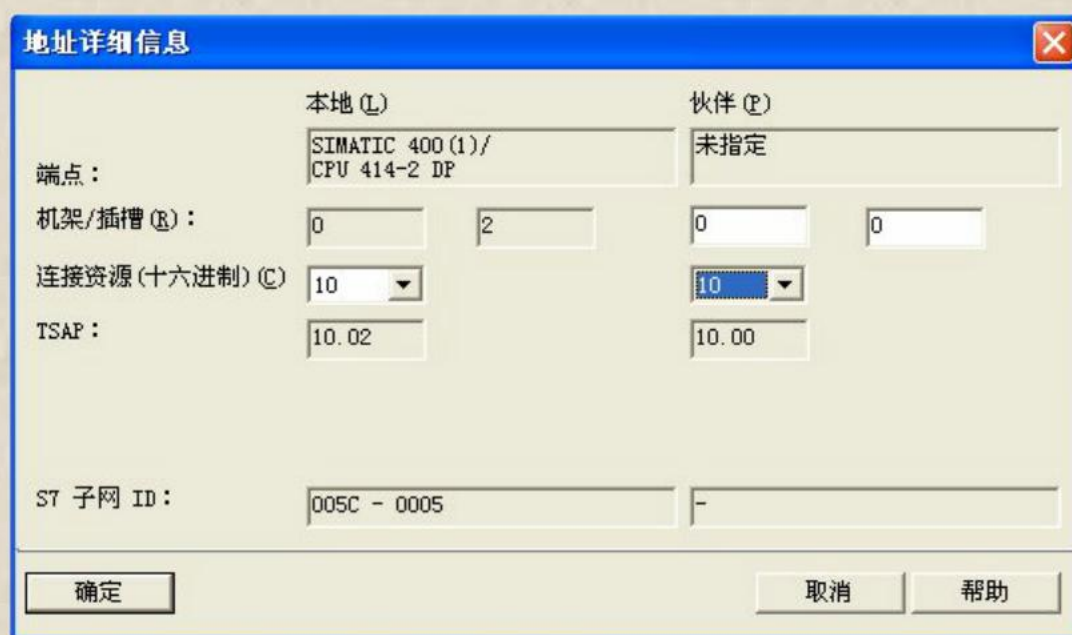 地址详细信息
本地(L) 伙伴(P)
端点： SIMATIC 400(1)/ 未指定
CPU 414-2 DP
机架/插槽(R)： 0 2 0 0
连接资源(十六进制)(C) 10 10
TSAP： 10.02 10.00
S7 子网 ID： 005C - 0005 -
确定 取消 帮助